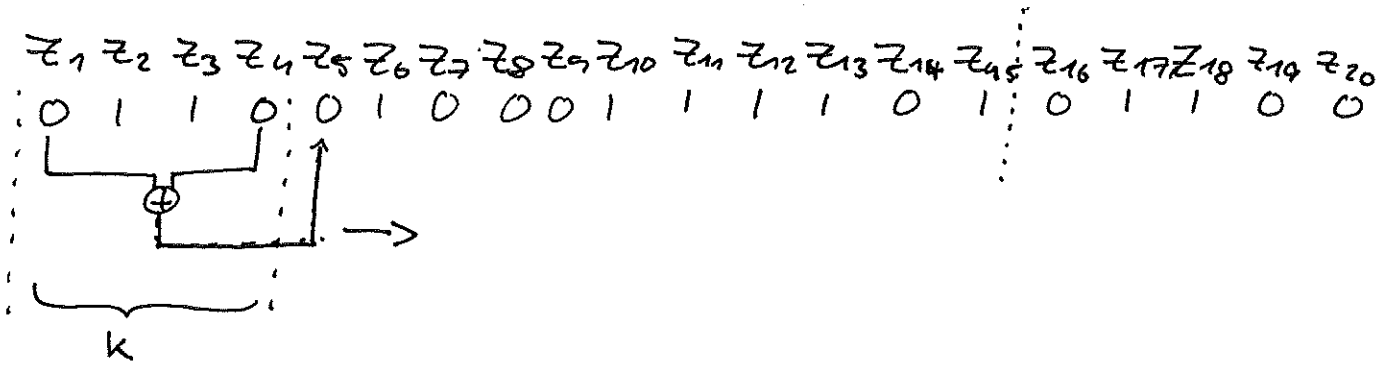 z₁ z₂ z₃ z₄ z₅ z₆ z₇ z₈ z₉ z₁₀ z₁₁ z₁₂ z₁₃ z₁₄ z₁₅ z₁₆ z₁₇ z₁₈ z₁₉ z₂₀
0 1 1 0 0 1 0 0 0 1 1 1 1 0 1 0 1 1 0 0
⊕
k